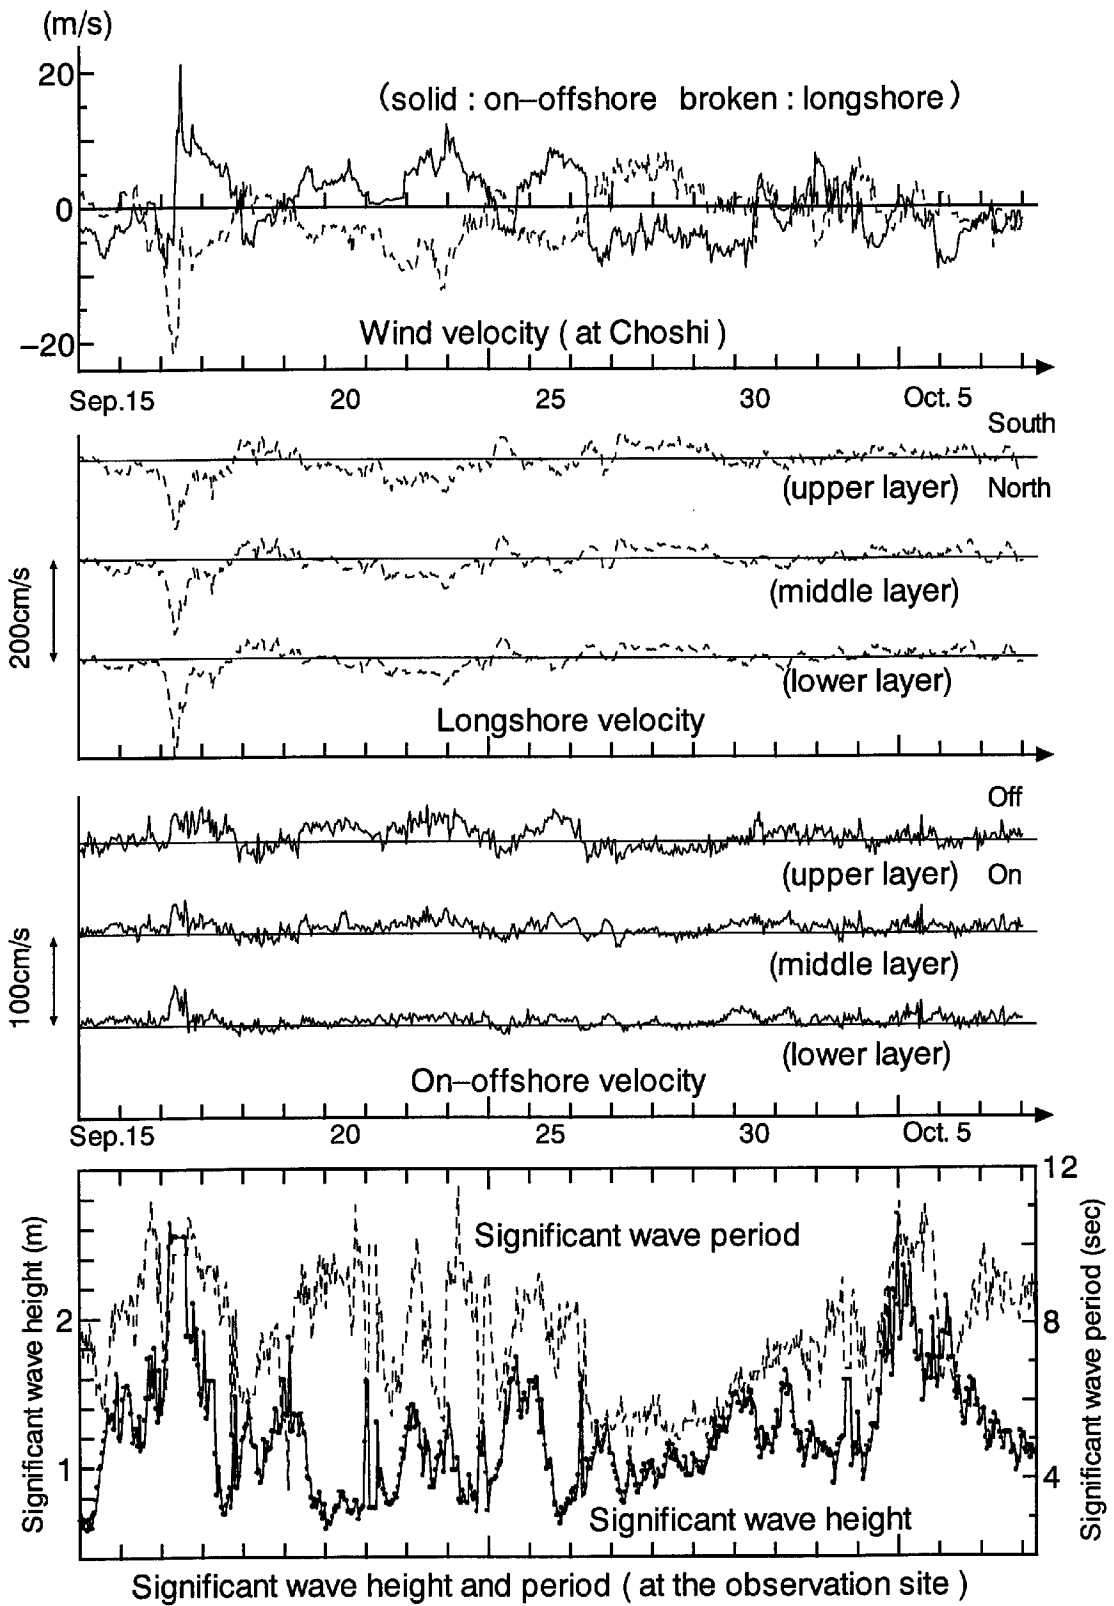 (m/s)
20
(solid : on–offshore broken : longshore)
0
–20
Wind velocity ( at Choshi )
Sep.15 20 25 30 Oct. 5
South
(upper layer) North
(middle layer)
200cm/s
(lower layer)
Longshore velocity
Off
(upper layer) On
(middle layer)
100cm/s
(lower layer)
On–offshore velocity
Sep.15 20 25 30 Oct. 5
12
Significant wave period
Significant wave height (m)
Significant wave period (sec)
2 8
1 4
Significant wave height
Significant wave height and period ( at the observation site )